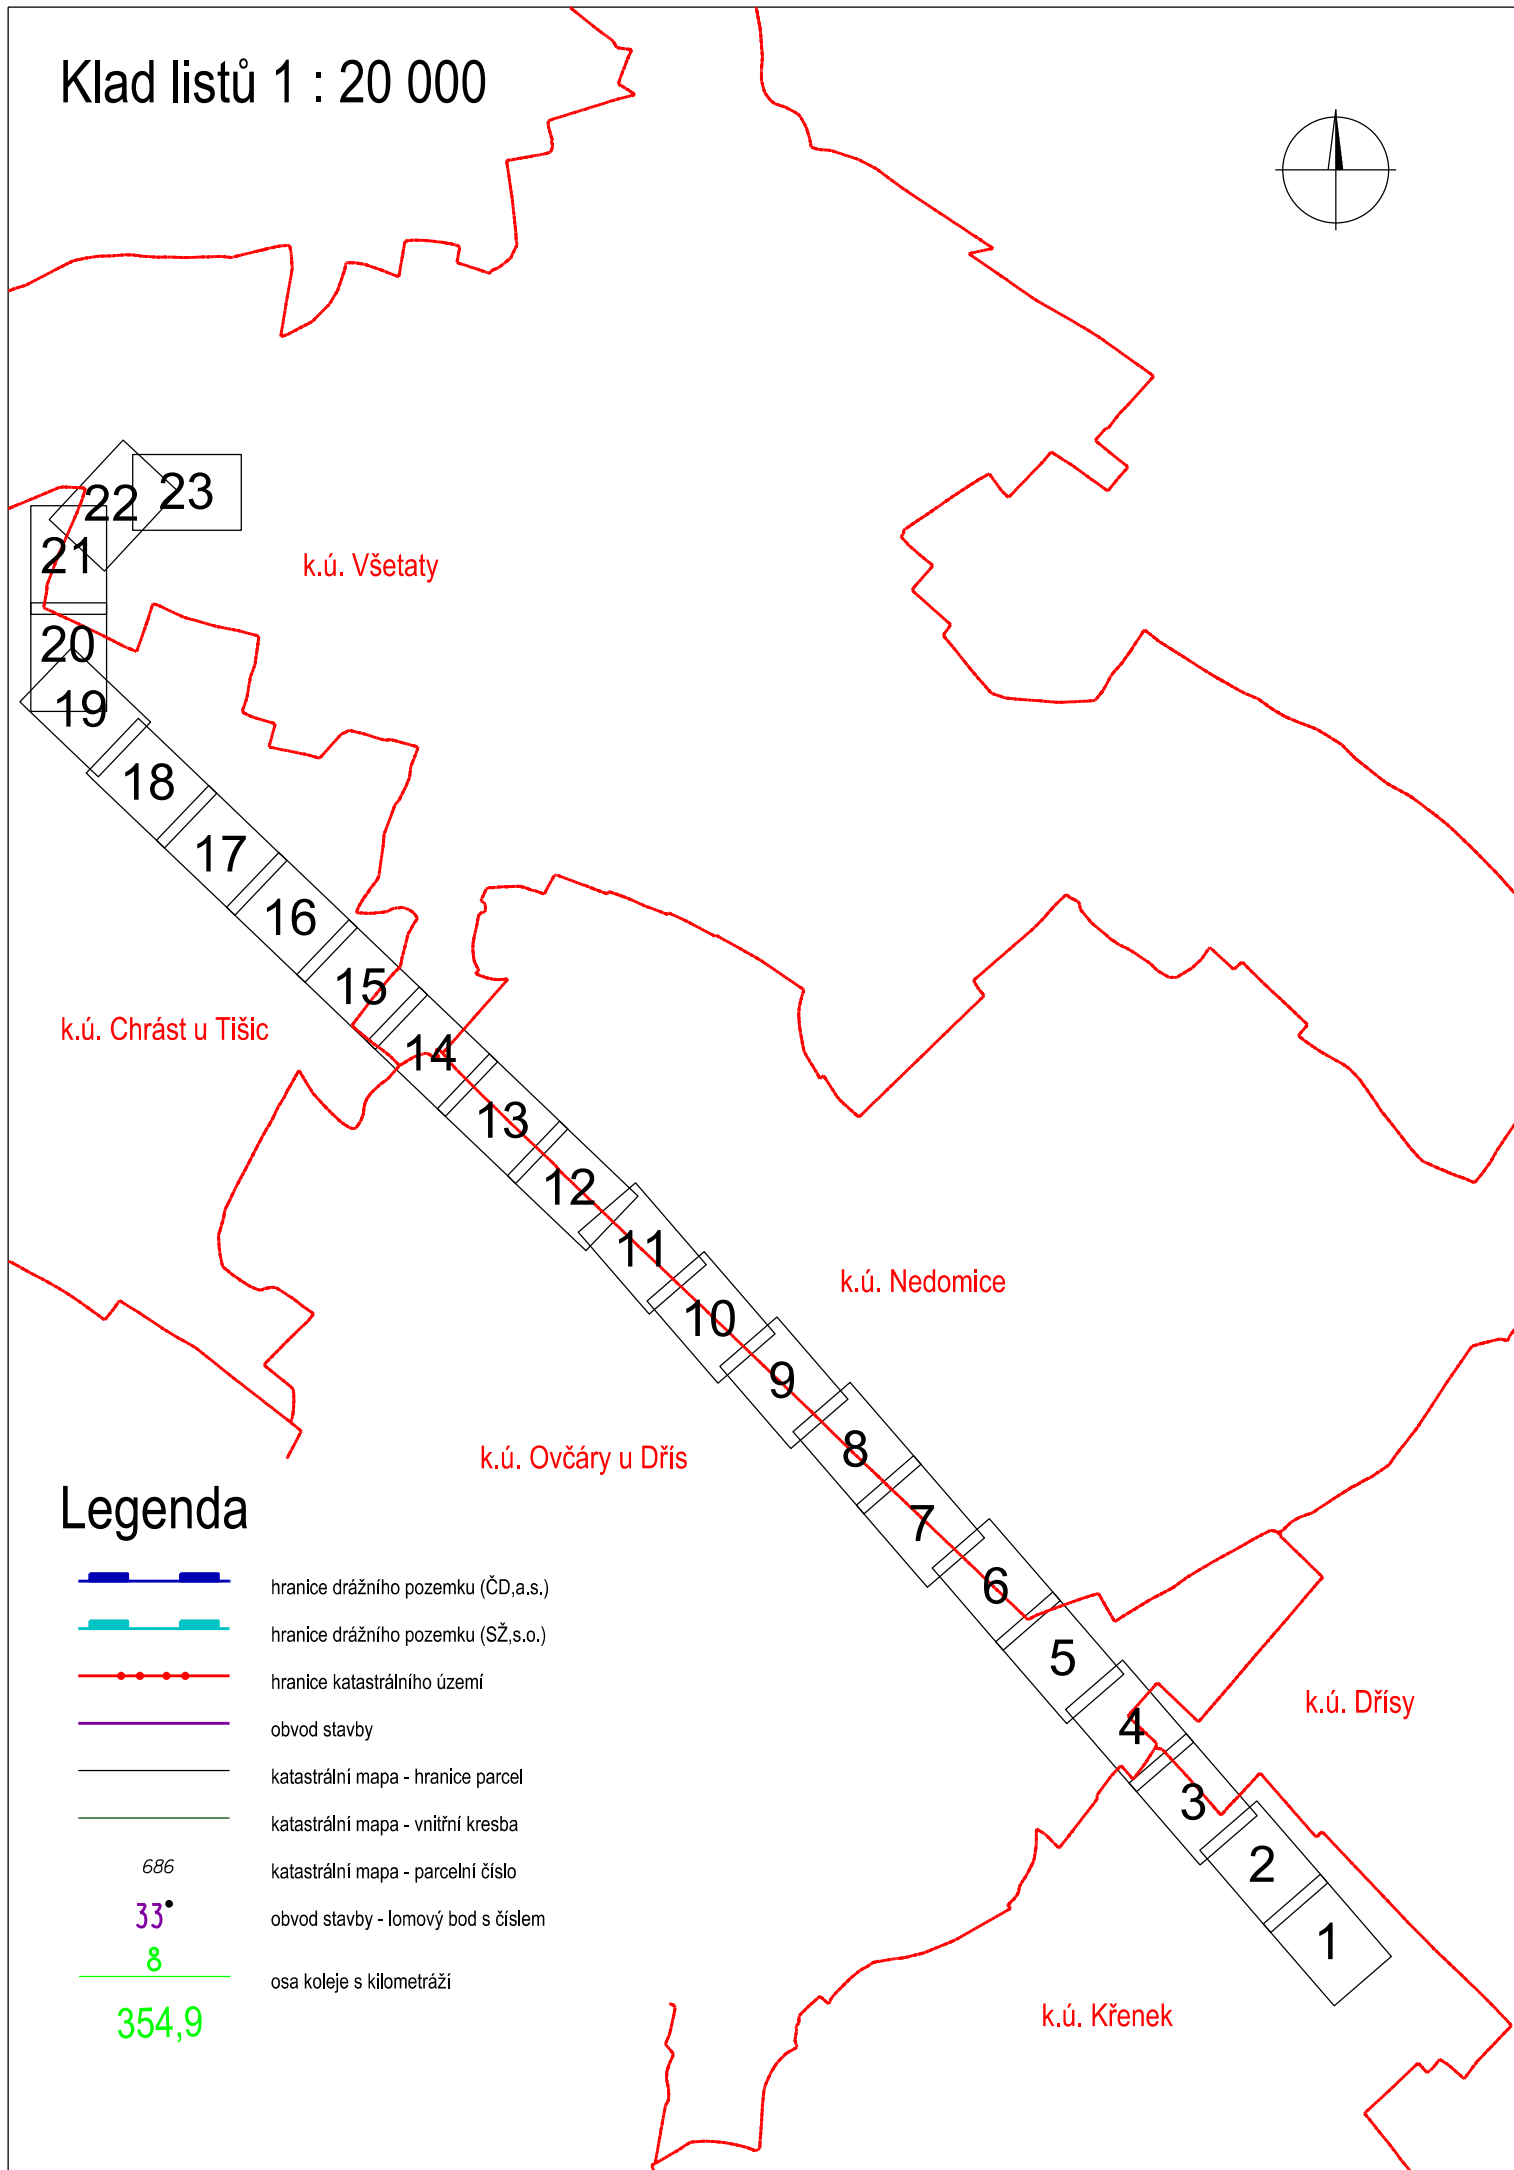 Klad listů 1 : 20 000
23
22
21
k.ú. Všetaty
20
19
18
17
16
15
k.ú. Chrást u Tišic
14
13
12
11
k.ú. Nedomice
10
9
8
k.ú. Ovčáry u Dřís
7
6
5
k.ú. Dřísy
4
3
2
1
k.ú. Křenek
Legenda
hranice drážního pozemku (ČD,a.s.)
hranice drážního pozemku (SŽ,s.o.)
hranice katastrálního území
obvod stavby
katastrální mapa - hranice parcel
katastrální mapa - vnitřní kresba
686 katastrální mapa - parcelní číslo
33 obvod stavby - lomový bod s číslem
8
osa koleje s kilometráží
354,9